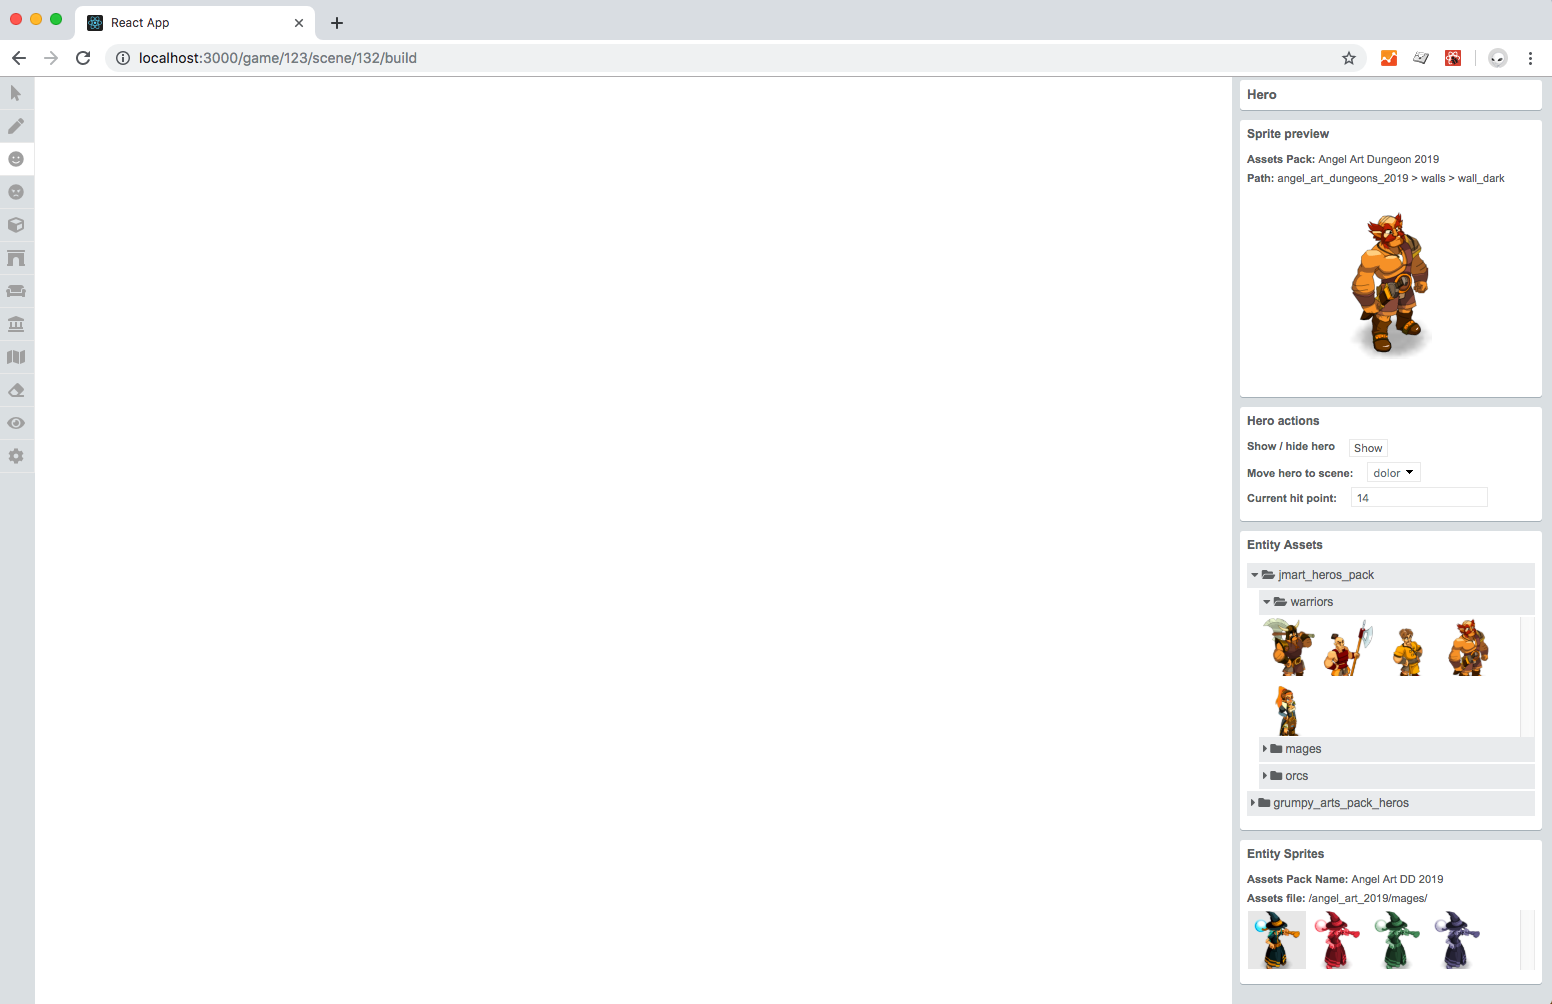 React App
localhost:3000/game/123/scene/132/build
Hero
Sprite preview
Assets Pack: Angel Art Dungeon 2019
Path: angel_art_dungeons_2019 > walls > wall_dark
Hero actions
Show / hide hero Show
Move hero to scene: dolor
Current hit point: 14
Entity Assets
jmart_heros_pack
warriors
mages
orcs
grumpy_arts_pack_heros
Entity Sprites
Assets Pack Name: Angel Art DD 2019
Assets file: /angel_art_2019/mages/